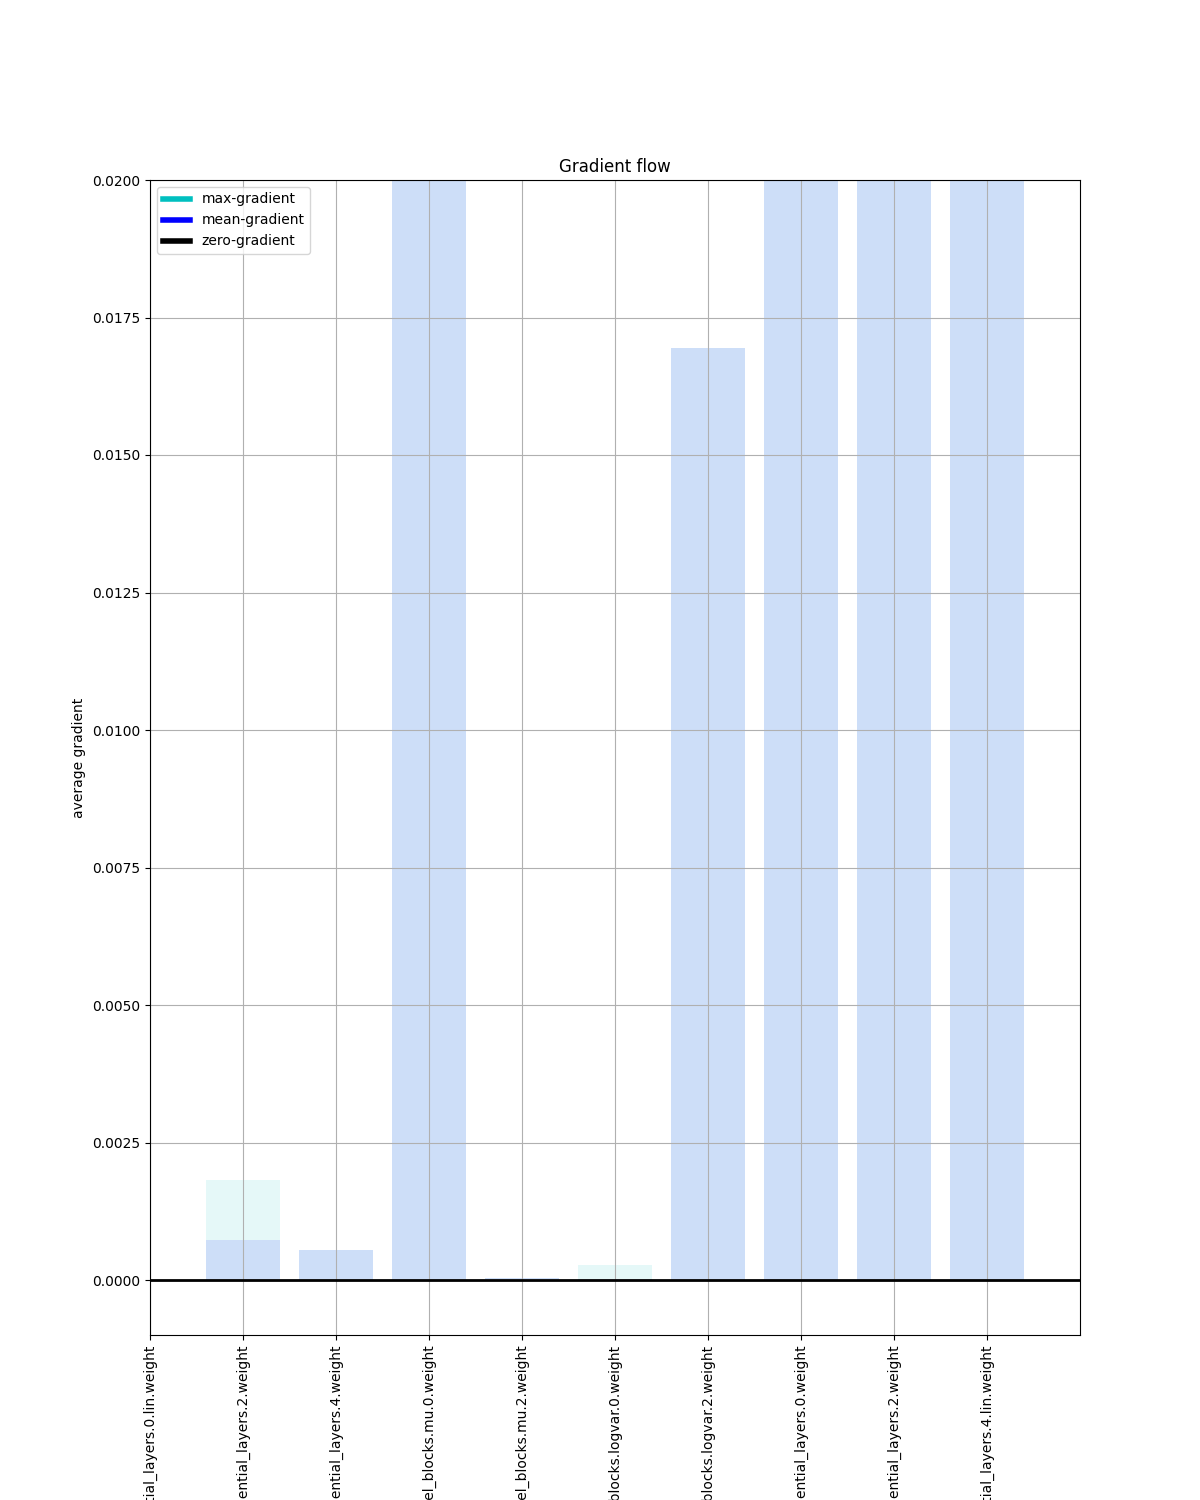 Gradient flow
max-gradient
mean-gradient
zero-gradient
0.0200
0.0175
0.0150
0.0125
0.0100
0.0075
0.0050
0.0025
0.0000
average gradient
tial_layers.0.lin.weight
ential_layers.2.weight
ential_layers.4.weight
el_blocks.mu.0.weight
el_blocks.mu.2.weight
blocks.logvar.0.weight
blocks.logvar.2.weight
ential_layers.0.weight
ential_layers.2.weight
tial_layers.4.lin.weight